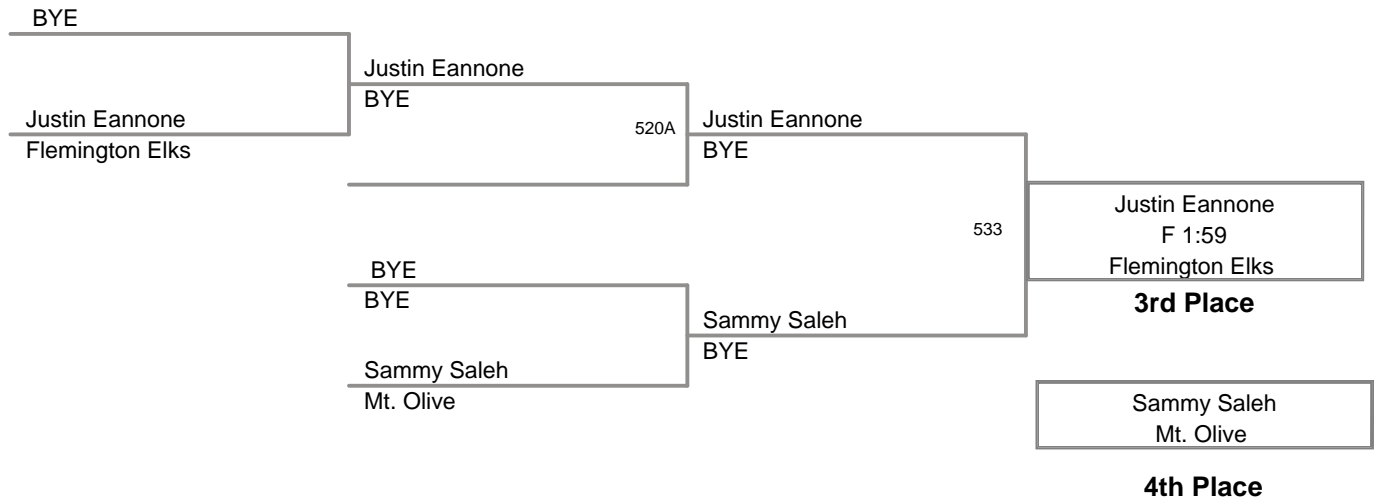 BYE
Justin Eannone
Flemington Elks
Justin Eannone
BYE
520A
BYE
BYE
Sammy Saleh
Mt. Olive
Justin Eannone
BYE
Sammy Saleh
BYE
533
Justin Eannone
F 1:59
Flemington Elks
3rd Place
Sammy Saleh
Mt. Olive
4th Place